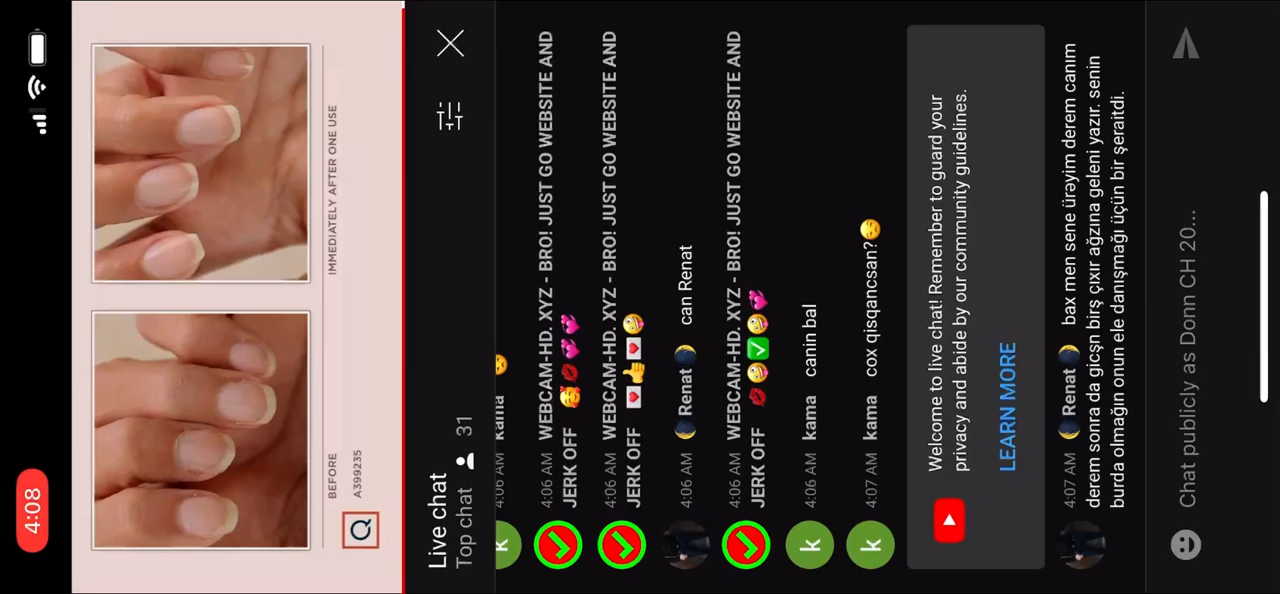 4:08
BEFORE
IMMEDIATELY AFTER ONE USE
A399235
Q
Live chat
Top chat 31
4:06 AM kama 
4:06 AM WEBCAM-HD. XYZ - BRO! JUST GO WEBSITE AND
JERK OFF 🥰💋💞💞
4:06 AM WEBCAM-HD. XYZ - BRO! JUST GO WEBSITE AND
JERK OFF 💌👍💌🤪
4:06 AM 🌒 Renat 🌒 can Renat
4:06 AM WEBCAM-HD. XYZ - BRO! JUST GO WEBSITE AND
JERK OFF 💋🤪✅🤪💞
4:06 AM kama canin bal
4:07 AM kama cox qisqancsan?🙂
Welcome to live chat! Remember to guard your
privacy and abide by our community guidelines.
LEARN MORE
4:07 AM 🌒 Renat 🌒 bax men sene ürəyim derem canım
derem sonra da gicşn birş çıxır ağzına geleni yazır. senin
burda olmağın onun ele danışmağı üçün bir şeraitdi.
Chat publicly as Donn CH 20...
k
k
k